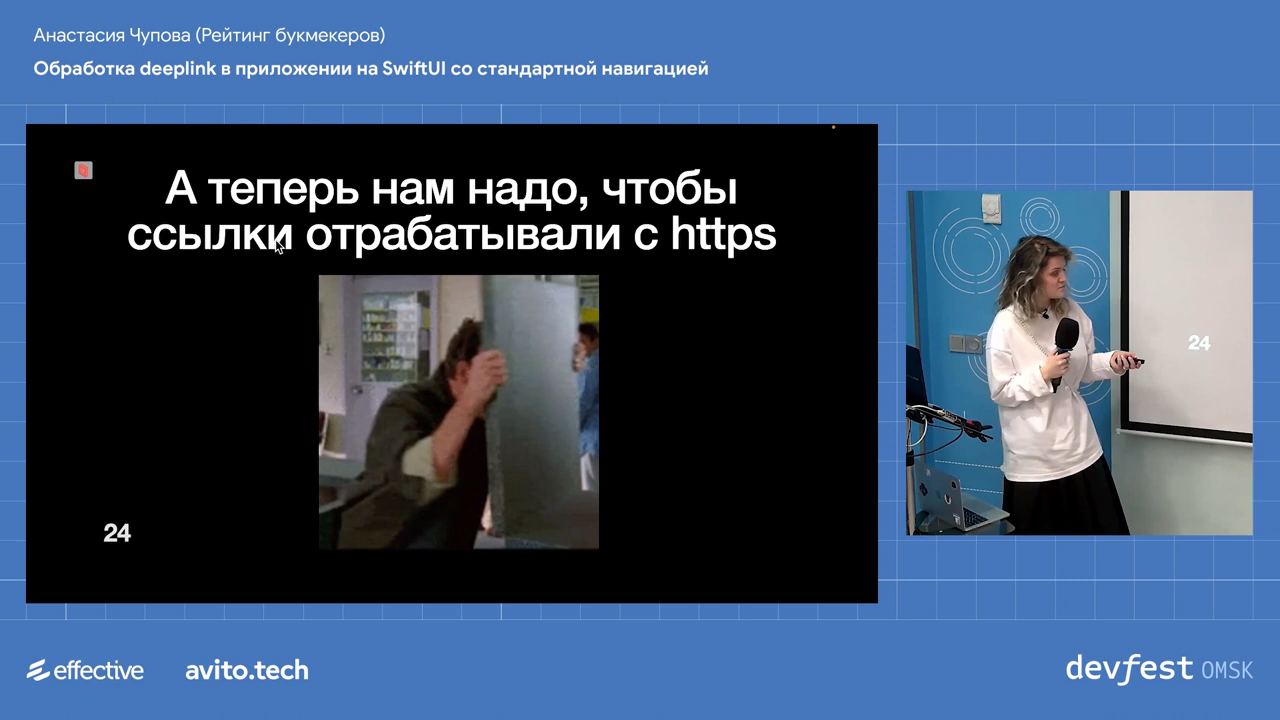 Анастасия Чупова (Рейтинг букмекеров)
Обработка deeplink в приложении на SwiftUI со стандартной навигацией
А теперь нам надо, чтобы
ссылки отрабатывали с https
24
24
effective
avito.tech
devfest OMSK